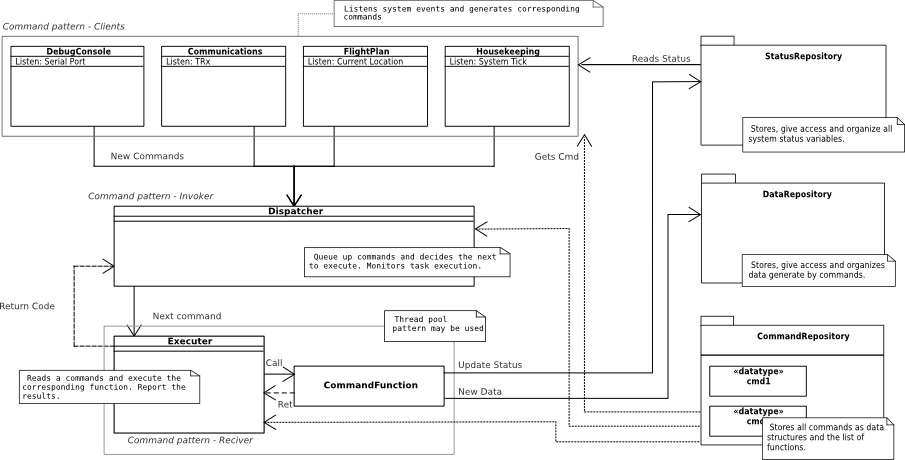 Listens system events and generates corresponding
commands
Command pattern - Clients
DebugConsole
Listen: Serial Port
Communications
Listen: TRx
FlightPlan
Listen: Current Location
Housekeeping
Listen: System Tick
Reads Status
StatusRepository
Stores, give access and organize all
system status variables.
New Commands
Gets Cmd
Command pattern - Invoker
Dispatcher
Queue up commands and decides the next
to execute. Monitors task execution.
DataRepository
Stores, give access and organizes
data generate by commands.
Return Code
Next command
Thread pool
pattern may be used
Executer
Reads a commands and execute the
corresponding function. Report the
results.
Call
Ret
CommandFunction
Update Status
New Data
Command pattern - Reciver
CommandRepository
«datatype»
cmd1
«datatype»
Stores all commands as data
structures and the list of
functions.